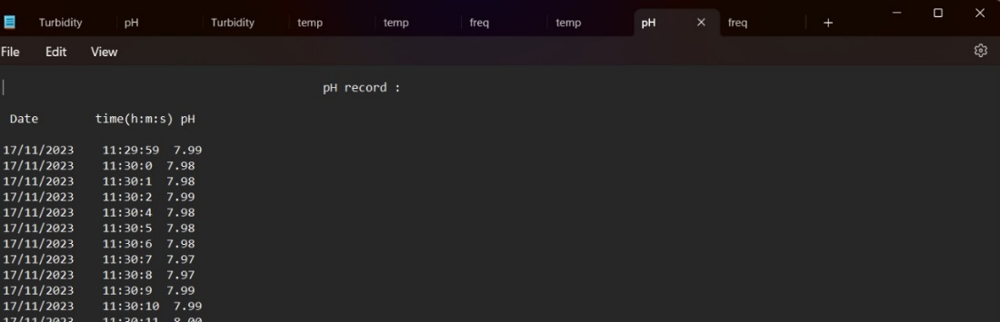 Turbidity pH Turbidity temp temp freq temp pH freq
File Edit View
pH record :
Date time(h:m:s) pH
17/11/2023 11:29:59 7.99
17/11/2023 11:30:0 7.98
17/11/2023 11:30:1 7.98
17/11/2023 11:30:2 7.99
17/11/2023 11:30:4 7.98
17/11/2023 11:30:5 7.98
17/11/2023 11:30:6 7.98
17/11/2023 11:30:7 7.97
17/11/2023 11:30:8 7.97
17/11/2023 11:30:9 7.99
17/11/2023 11:30:10 7.99
17/11/2023 11:30:11 8.00